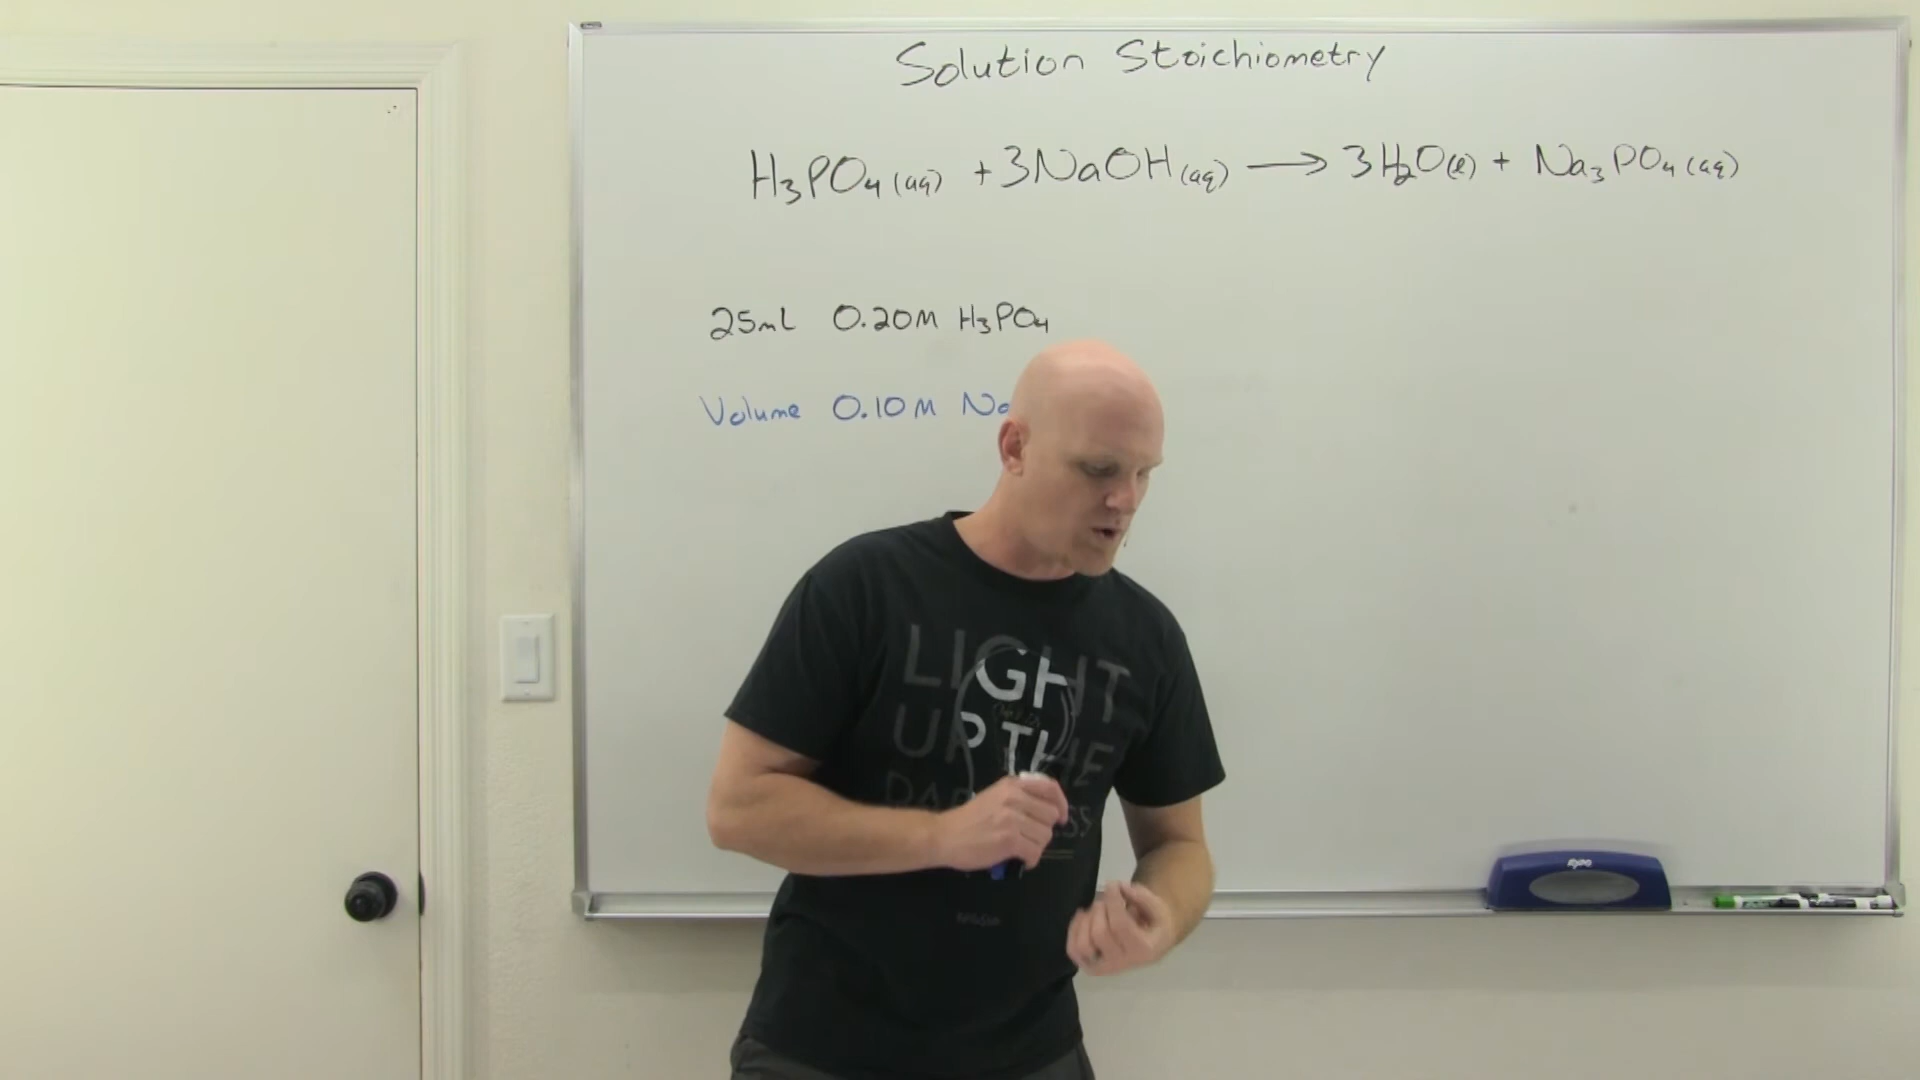 Solution Stoichiometry
H₃PO₄(aq) + 3NaOH(aq) ⟶ 3H₂O(l) + Na₃PO₄(aq)
25mL 0.20M H₃PO₄
Volume 0.10M Na
LIGHT
UP THE
EXPO